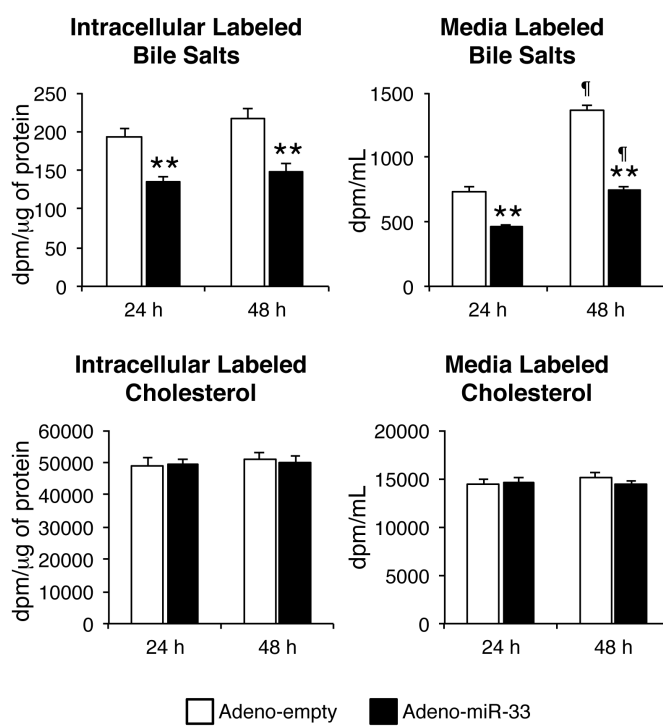 Intracellular Labeled
Bile Salts
dpm/μg of protein
250
200
150
100
50
0
**
**
24 h
48 h
Media Labeled
Bile Salts
dpm/mL
1500
1000
500
0
**
¶
¶
**
24 h
48 h
Intracellular Labeled
Cholesterol
dpm/μg of protein
60000
50000
40000
30000
20000
10000
0
24 h
48 h
Media Labeled
Cholesterol
dpm/mL
20000
15000
10000
5000
0
24 h
48 h
Adeno-empty
Adeno-miR-33